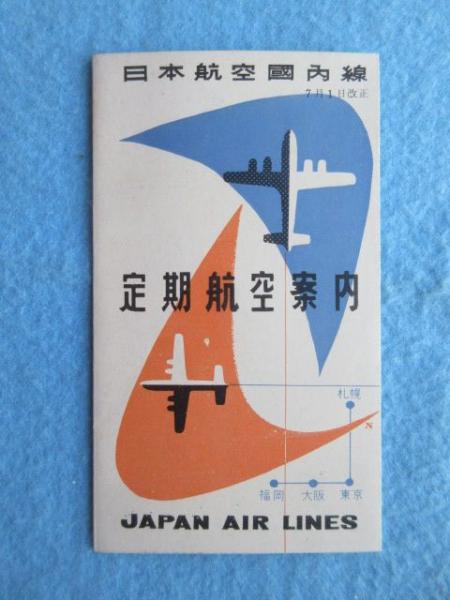 日本航空國內線
7月1日改正
定期航空案内
札幌
N
福岡 大阪 東京
JAPAN AIR LINES